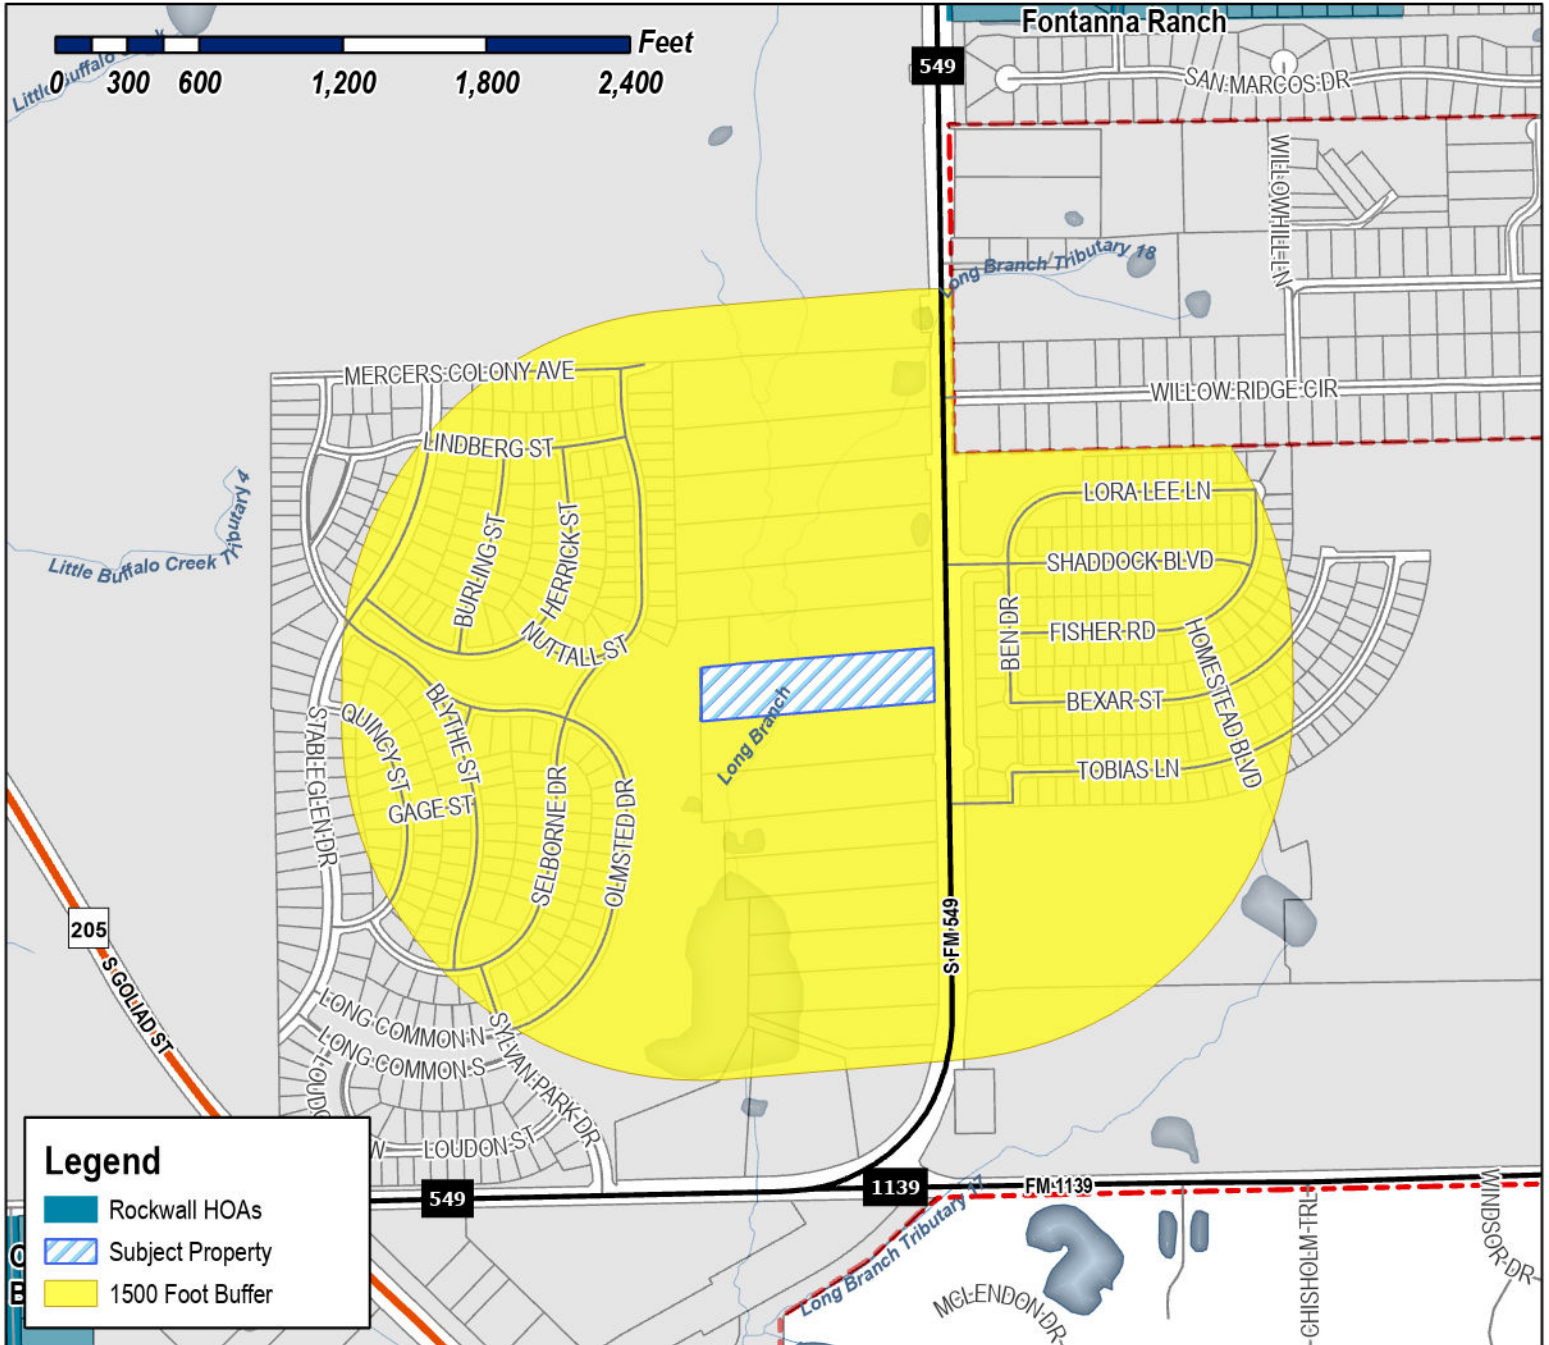 Fontanna Ranch
Feet
0 300 600 1,200 1,800 2,400
Little Buffalo Creek
549
SAN MARCOS DR
WILLOWHILL LN
Long Branch Tributary 18
WILLOW RIDGE CIR
MERCERS COLONY AVE
LINDBERG ST
Little Buffalo Creek Tributary 4
BURLING ST
HERRICK ST
NUTTALL ST
LORA LEE LN
SHADDOCK BLVD
BEN DR
FISHER RD
HOMESTEAD BLVD
BEXAR ST
TOBIAS LN
Long Branch
STABLEGLEN DR
QUINCY ST
BLYTHE ST
GAGE ST
SELBORNE DR
OLMSTED DR
205
S GOLIAD ST
S FM 549
LONG COMMON N
LONG COMMON S
SYLVAN PARK DR
LOUDON ST
549
1139
FM 1139
Long Branch Tributary 17
MCLENDON DR
CHISHOLM TRL
WINDSOR DR
Legend
Rockwall HOAs
Subject Property
1500 Foot Buffer